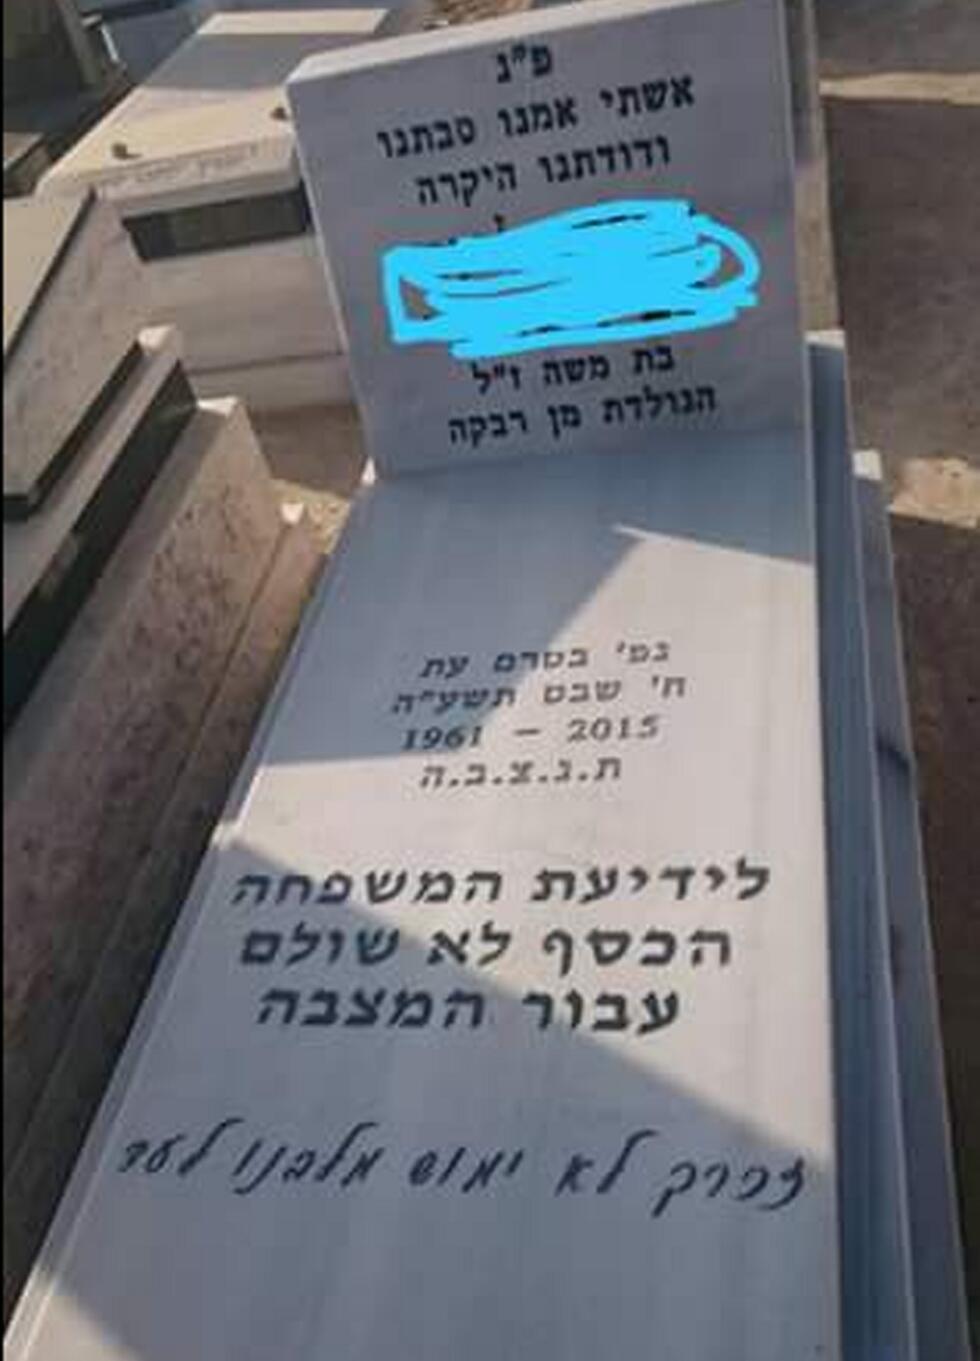 פ"נ
אשתי אמנו סבתנו
ודודתנו היקרה
בת משה ז"ל
הנולדת מן רבקה
נפ' בטרם עת
ח' שבט תשע"ה
1961 – 2015
ת.נ.צ.ב.ה
לידיעת המשפחה
הכסף לא שולם
עבור המצבה
זכרך לא ימוש מלבנו לעד